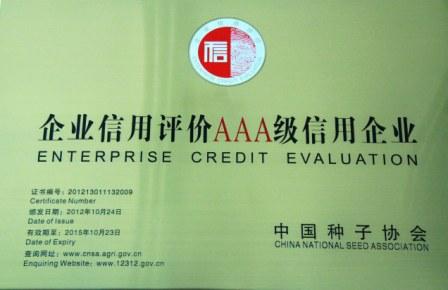 信
企业信用评价AAA级信用企业
ENTERPRISE CREDIT EVALUATION
证书编号：201213011132009
Certificate Number
颁发日期：2012年10月24日
Date of Issue
有效期至：2015年10月23日
Date of Expiry
查询网址：www.cnsa.agri.gov.cn
Enquiring Website：www.12312.gov.cn
中国种子协会
CHINA NATIONAL SEED ASSOCIATION